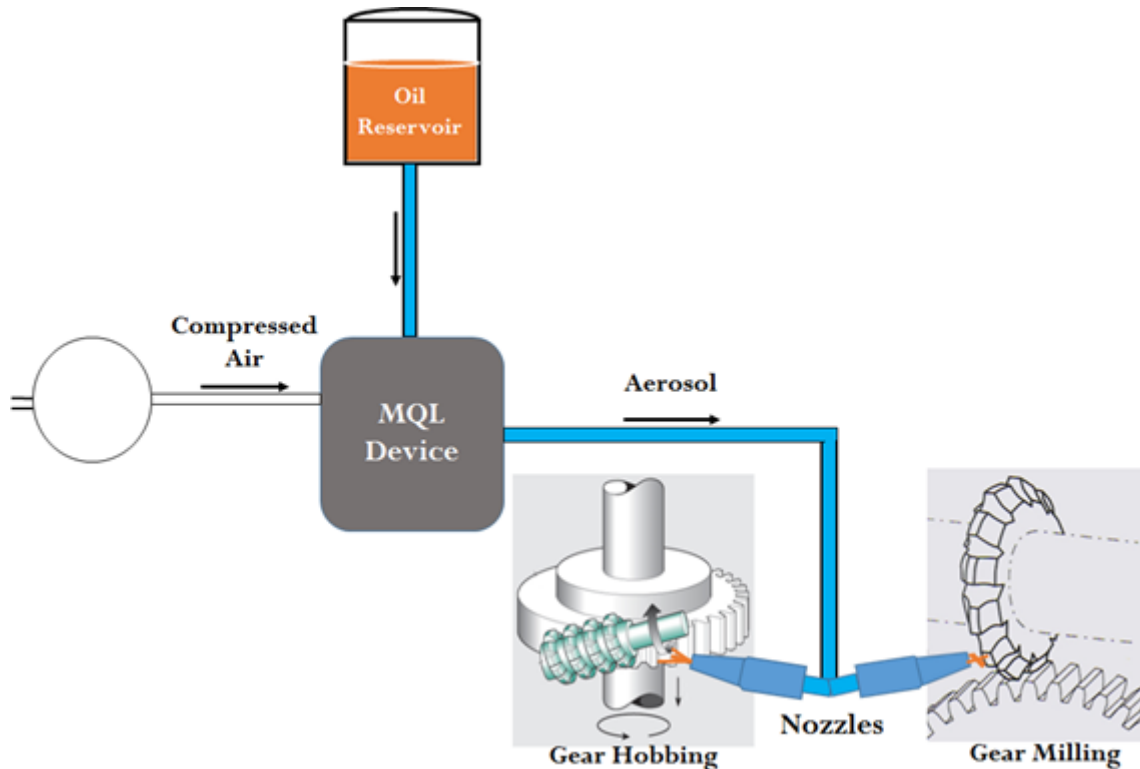 Oil
Reservoir
Compressed
Air
MQL
Device
Aerosol
Nozzles
Gear Hobbing
Gear Milling